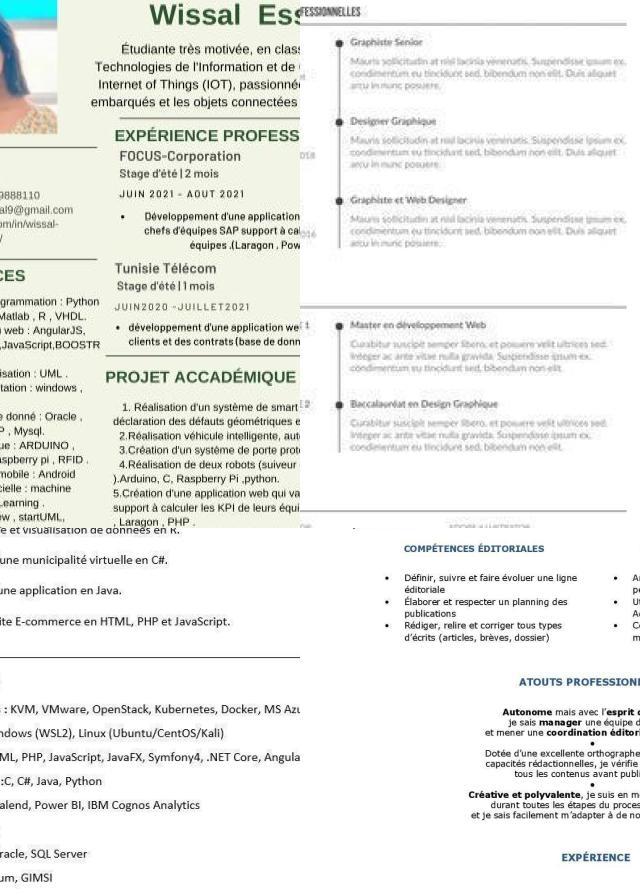 Wissal Ess
Étudiante très motivée, en class
Technologies de l'Information et de
Internet of Things (IOT), passionné
embarqués et les objets connectées
EXPÉRIENCE PROFESS
FOCUS-Corporation
Stage d'été | 2 mois
JUIN 2021 - AOUT 2021
• Développement d'une application
chefs d'équipes SAP support à cal
équipes .(Laragon , Pow
Tunisie Télécom
Stage d'été | 1 mois
JUIN2020 -JUILLET2021
• développement d'une application we
clients et des contrats (base de donn
PROJET ACCADÉMIQUE
1. Réalisation d'un système de smart
déclaration des défauts géométriques e
2.Réalisation véhicule intelligente, aut
3.Création d'un système de porte prot
4.Réalisation de deux robots (suiveur
).Arduino, C, Raspberry Pi ,python.
5.Création d'une application web qui va
support à calculer les KPI de leurs équi
, Laragon , PHP .
9888110
al9@gmail.com
com/in/wissal-
/
CES
grammation : Python
Matlab , R , VHDL.
web : AngularJS,
,JavaScript,BOOSTR
isation : UML .
tation : windows ,
e donné : Oracle ,
P , Mysql.
ue : ARDUINO ,
aspberry pi , RFID .
mobile : Android
cielle : machine
Learning .
ew , startUML,
FESSIONNELLES
Graphiste Senior
Mauris sollicitudin at nisl lacinia venenatis. Suspendisse ipsum ex,
condimentum eu tincidunt sed, bibendum non elit. Duis aliquet
arcu in nunc posuere.
018
Designer Graphique
Mauris sollicitudin at nisl lacinia venenatis. Suspendisse ipsum ex,
condimentum eu tincidunt sed, bibendum non elit. Duis aliquet
arcu in nunc posuere.
016
Graphiste et Web Designer
Mauris sollicitudin at nisl lacinia venenatis. Suspendisse ipsum ex,
condimentum eu tincidunt sed, bibendum non elit. Duis aliquet
arcu in nunc posuere.
Master en développement Web
Curabitur suscipit semper libero, et posuere velit ultrices sed.
Integer ac ante vitae nulla gravida. Suspendisse ipsum ex,
condimentum eu tincidunt sed, bibendum non elit.
Baccalauréat en Design Graphique
Curabitur suscipit semper libero, et posuere velit ultrices sed.
Integer ac ante vitae nulla gravida. Suspendisse ipsum ex,
condimentum eu tincidunt sed, bibendum non elit.
e et visualisation de données en R.
une municipalité virtuelle en C#.
une application en Java.
ite E-commerce en HTML, PHP et JavaScript.
: KVM, VMware, OpenStack, Kubernetes, Docker, MS Azu
ndows (WSL2), Linux (Ubuntu/CentOS/Kali)
ML, PHP, JavaScript, JavaFX, Symfony4, .NET Core, Angula
:C, C#, Java, Python
alend, Power BI, IBM Cognos Analytics
racle, SQL Server
um, GIMSI
COMPÉTENCES ÉDITORIALES
• Définir, suivre et faire évoluer une ligne
éditoriale
• Élaborer et respecter un planning des
publications
• Rédiger, relire et corriger tous types
d'écrits (articles, brèves, dossier)
ATOUTS PROFESSIONN
Autonome mais avec l'esprit d
je sais manager une équipe d
et mener une coordination éditori
•
Dotée d'une excellente orthographe
capacités rédactionnelles, je vérifie
tous les contenus avant publi
•
Créative et polyvalente, je suis en m
durant toutes les étapes du proces
et je sais facilement m'adapter à de no
EXPÉRIENCE